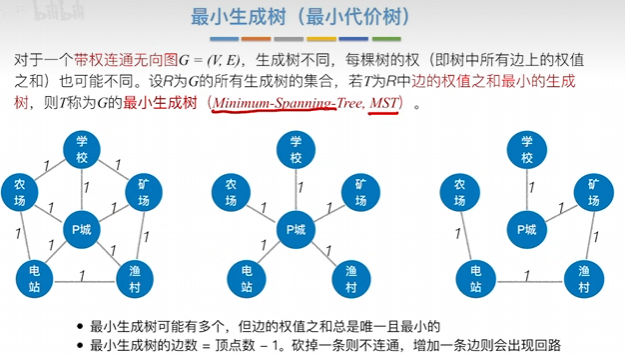 bilibili
最小生成树（最小代价树）
对于一个带权连通无向图G = (V, E)，生成树不同，每棵树的权（即树中所有边上的权值
之和）也可能不同。设R为G的所有生成树的集合，若T为R中边的权值之和最小的生成
树，则T称为G的最小生成树（Minimum-Spanning-Tree, MST）。
学校
农场
矿场
P城
电站
渔村
1
1
1
1
1
1
1
1
1
1
学校
农场
矿场
P城
电站
渔村
1
1
1
1
1
学校
农场
矿场
P城
电站
渔村
1
1
1
1
1
• 最小生成树可能有多个，但边的权值之和总是唯一且最小的
• 最小生成树的边数 = 顶点数 − 1。砍掉一条则不连通，增加一条边则会出现回路